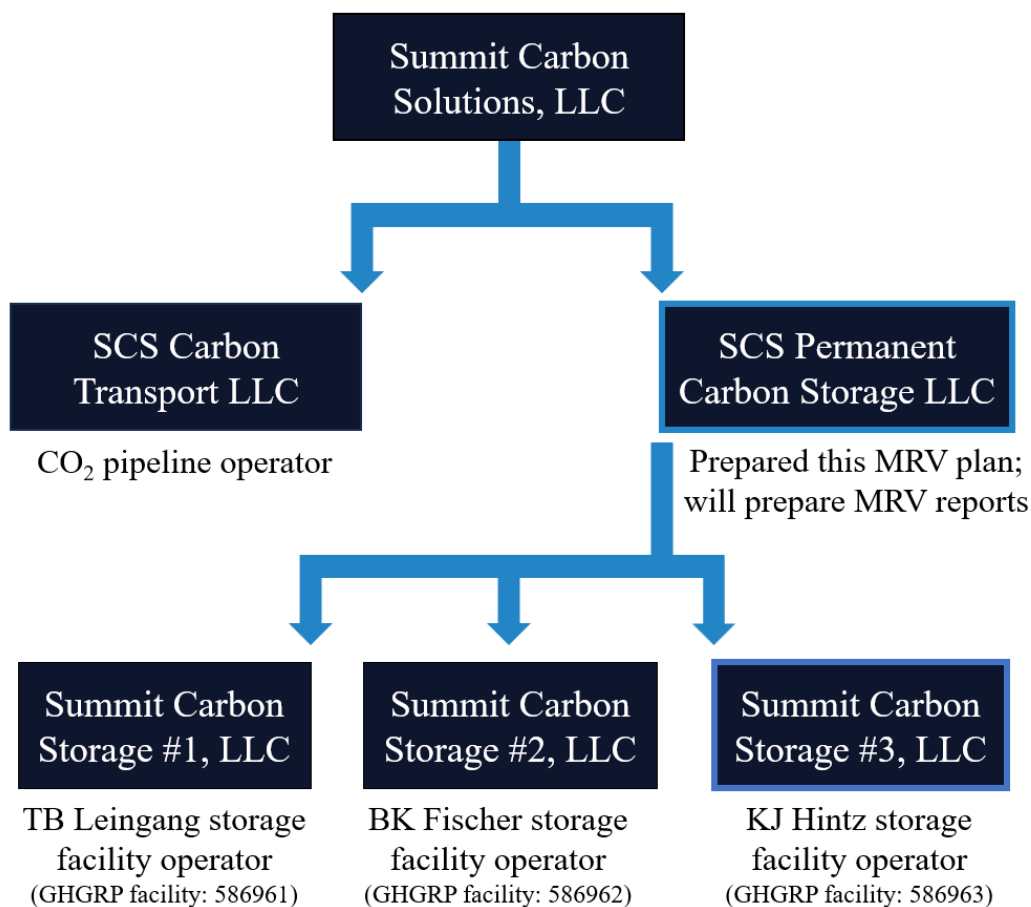 Summit Carbon
Solutions, LLC
SCS Carbon
Transport LLC
SCS Permanent
Carbon Storage LLC
CO₂ pipeline operator
Prepared this MRV plan;
will prepare MRV reports
Summit Carbon
Storage #1, LLC
Summit Carbon
Storage #2, LLC
Summit Carbon
Storage #3, LLC
TB Leingang storage
facility operator
(GHGRP facility: 586961)
BK Fischer storage
facility operator
(GHGRP facility: 586962)
KJ Hintz storage
facility operator
(GHGRP facility: 586963)